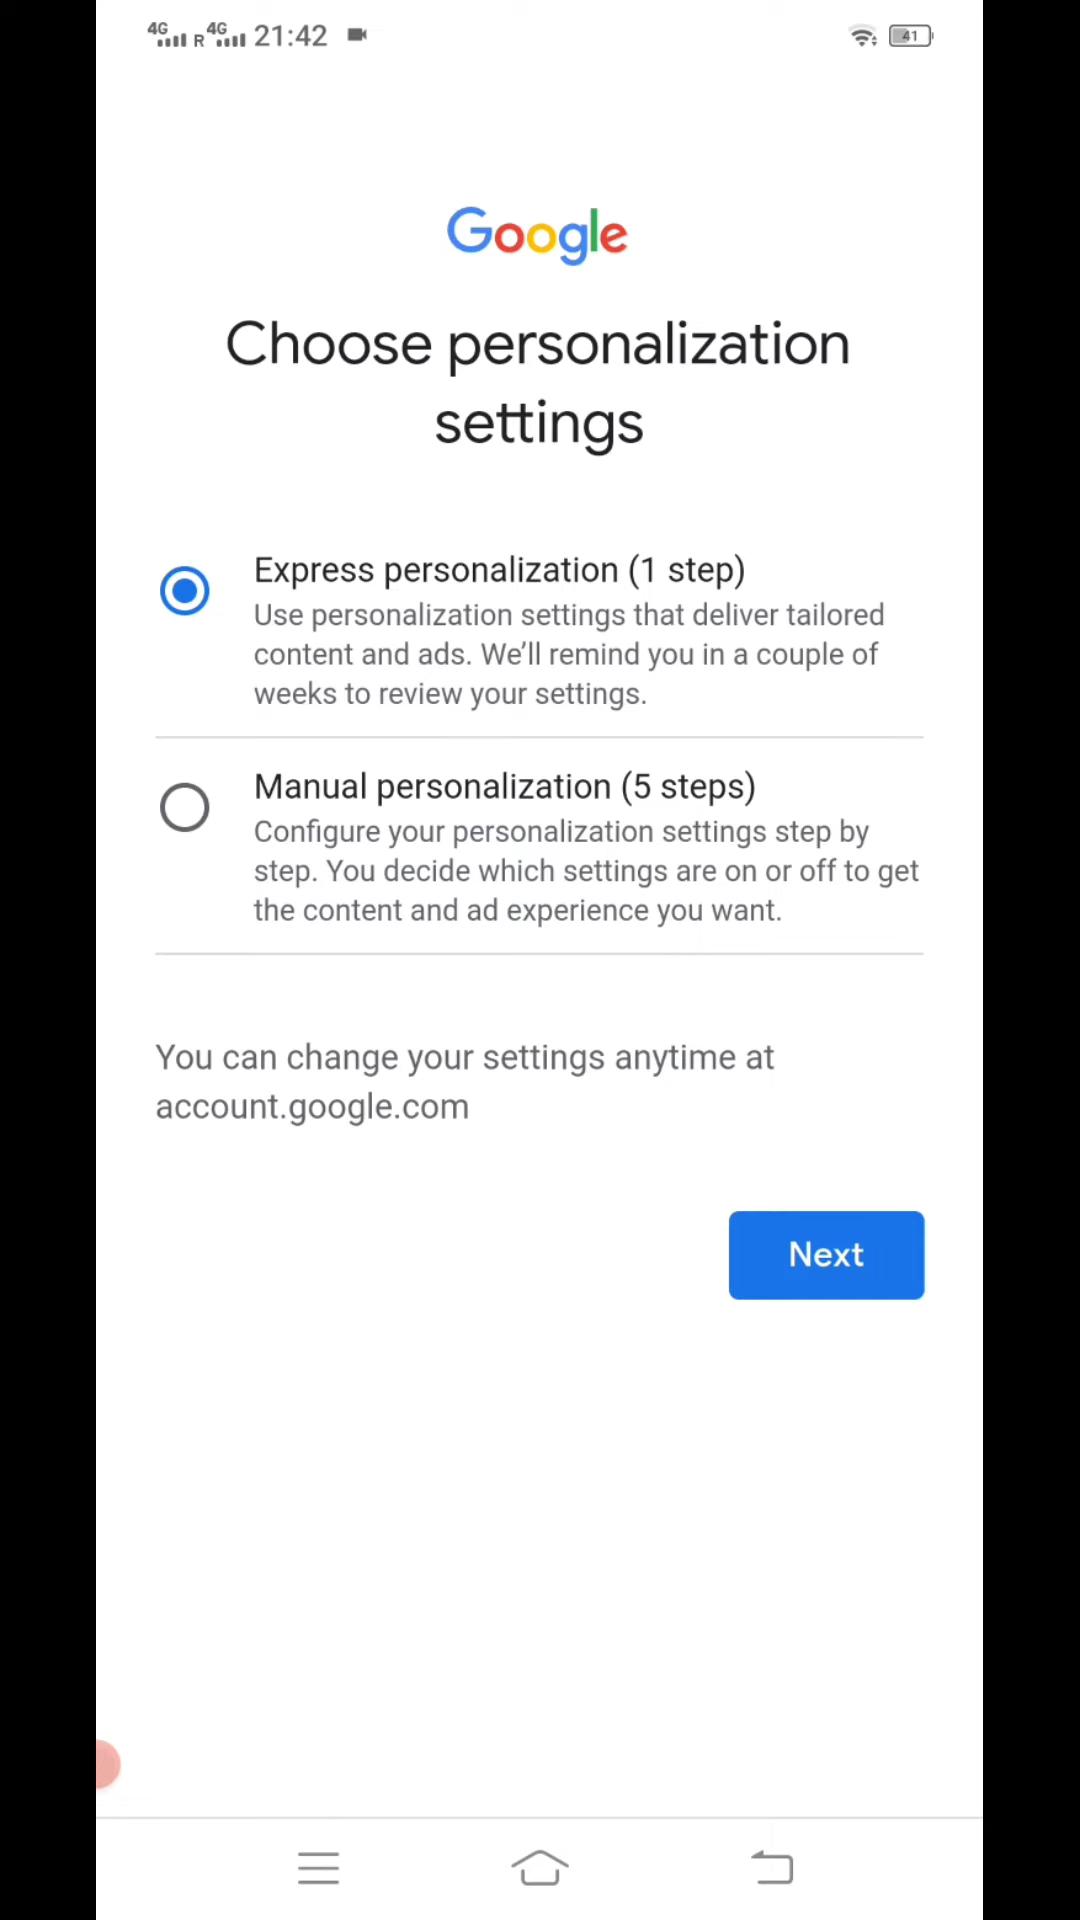 4G R 4G 21:42 41
Google
Choose personalization
settings
Express personalization (1 step)
Use personalization settings that deliver tailored
content and ads. We’ll remind you in a couple of
weeks to review your settings.
Manual personalization (5 steps)
Configure your personalization settings step by
step. You decide which settings are on or off to get
the content and ad experience you want.
You can change your settings anytime at
account.google.com
Next